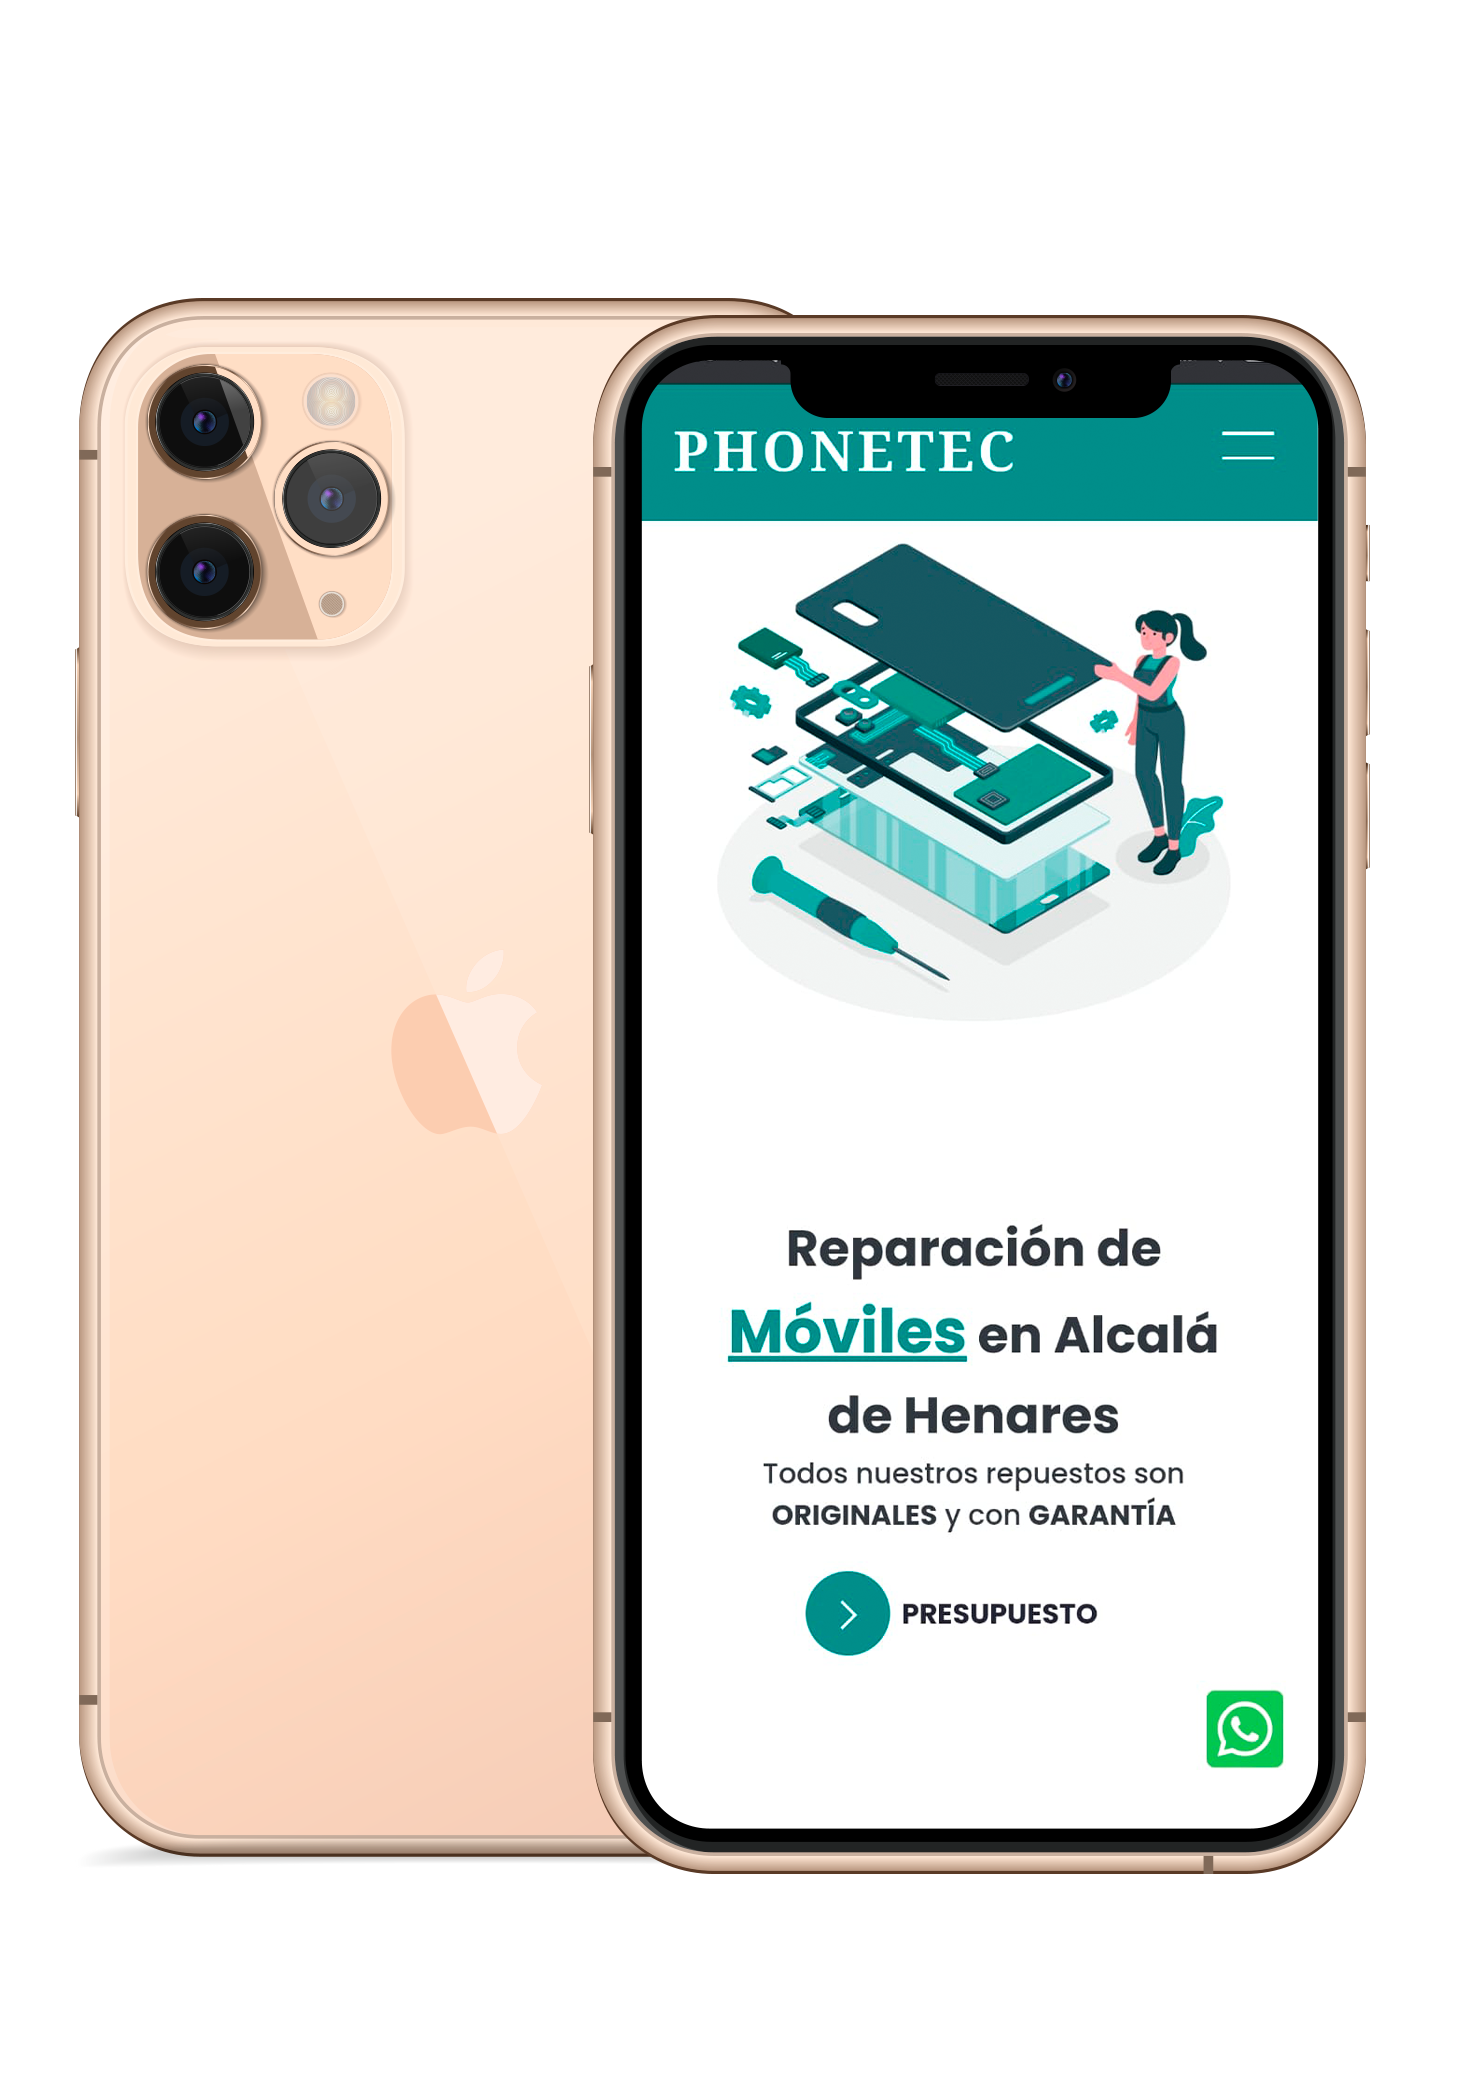 PHONETEC
Reparación de
Móviles en Alcalá
de Henares
Todos nuestros repuestos son
ORIGINALES y con GARANTÍA
PRESUPUESTO